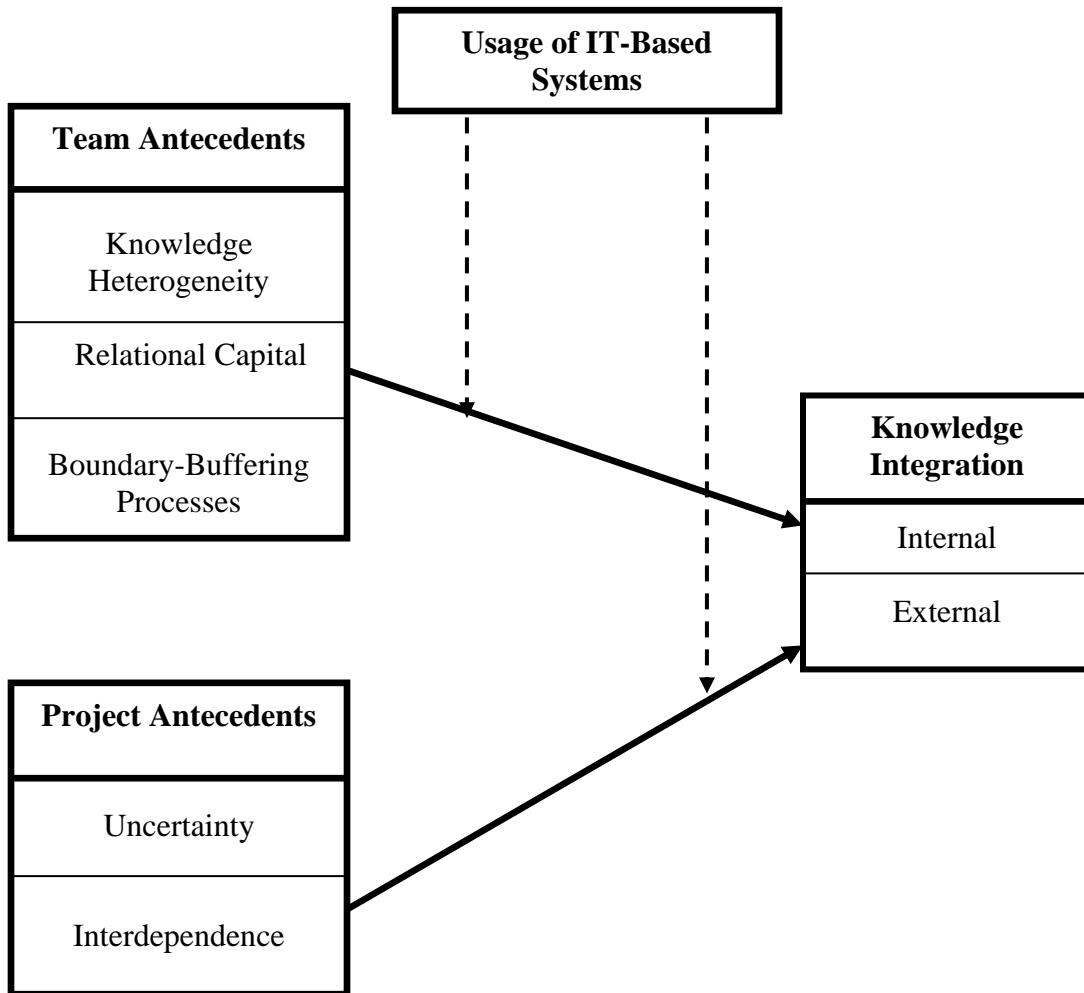 Usage of IT-Based
Systems
Team Antecedents
Knowledge
Heterogeneity
Relational Capital
Boundary-Buffering
Processes
Knowledge
Integration
Internal
External
Project Antecedents
Uncertainty
Interdependence